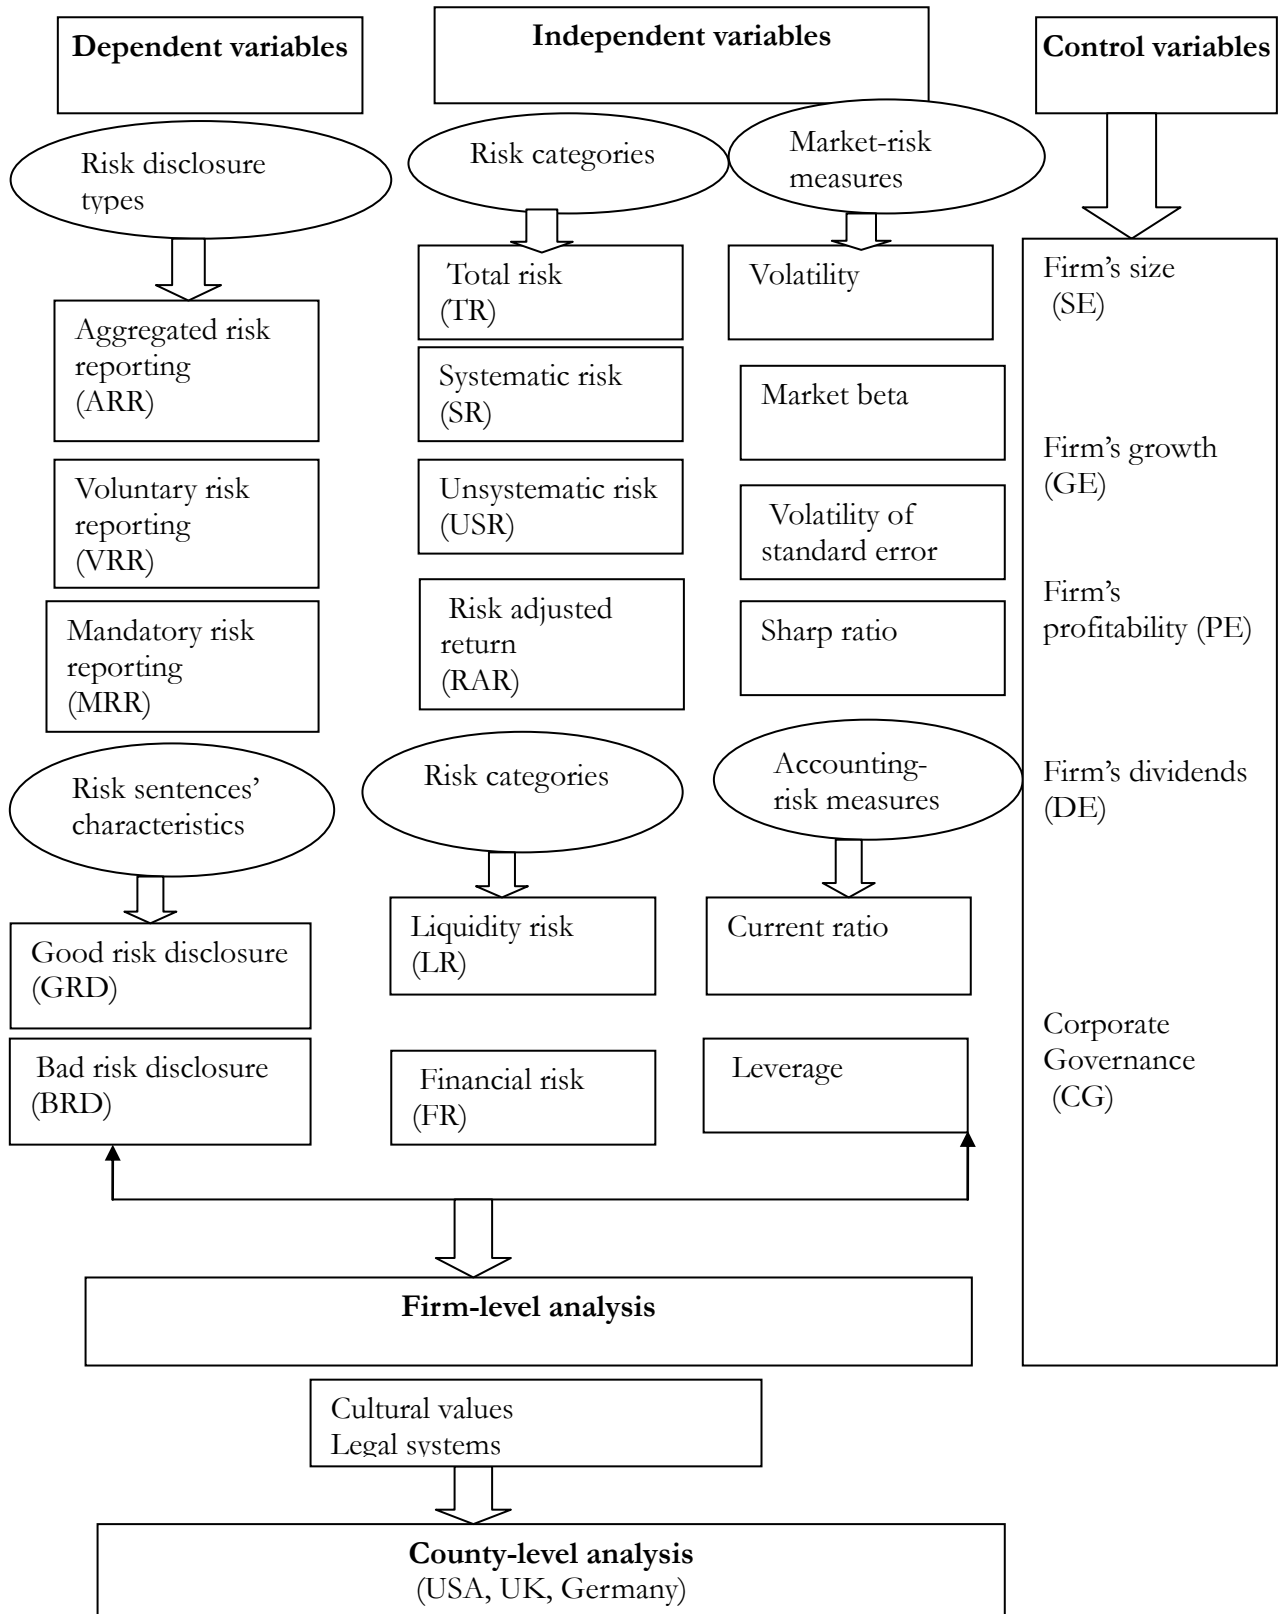 Dependent variables
Independent variables
Control variables
Risk disclosure
types
Risk categories
Market-risk
measures
Aggregated risk
reporting
(ARR)
Voluntary risk
reporting
(VRR)
Mandatory risk
reporting
(MRR)
Total risk
(TR)
Systematic risk
(SR)
Unsystematic risk
(USR)
Risk adjusted
return
(RAR)
Volatility
Market beta
Volatility of
standard error
Sharp ratio
Firm's size
(SE)
Firm's growth
(GE)
Firm's
profitability (PE)
Firm's dividends
(DE)
Corporate
Governance
(CG)
Risk sentences’
characteristics
Risk categories
Accounting-
risk measures
Good risk disclosure
(GRD)
Bad risk disclosure
(BRD)
Liquidity risk
(LR)
Financial risk
(FR)
Current ratio
Leverage
Firm-level analysis
Cultural values
Legal systems
County-level analysis
(USA, UK, Germany)